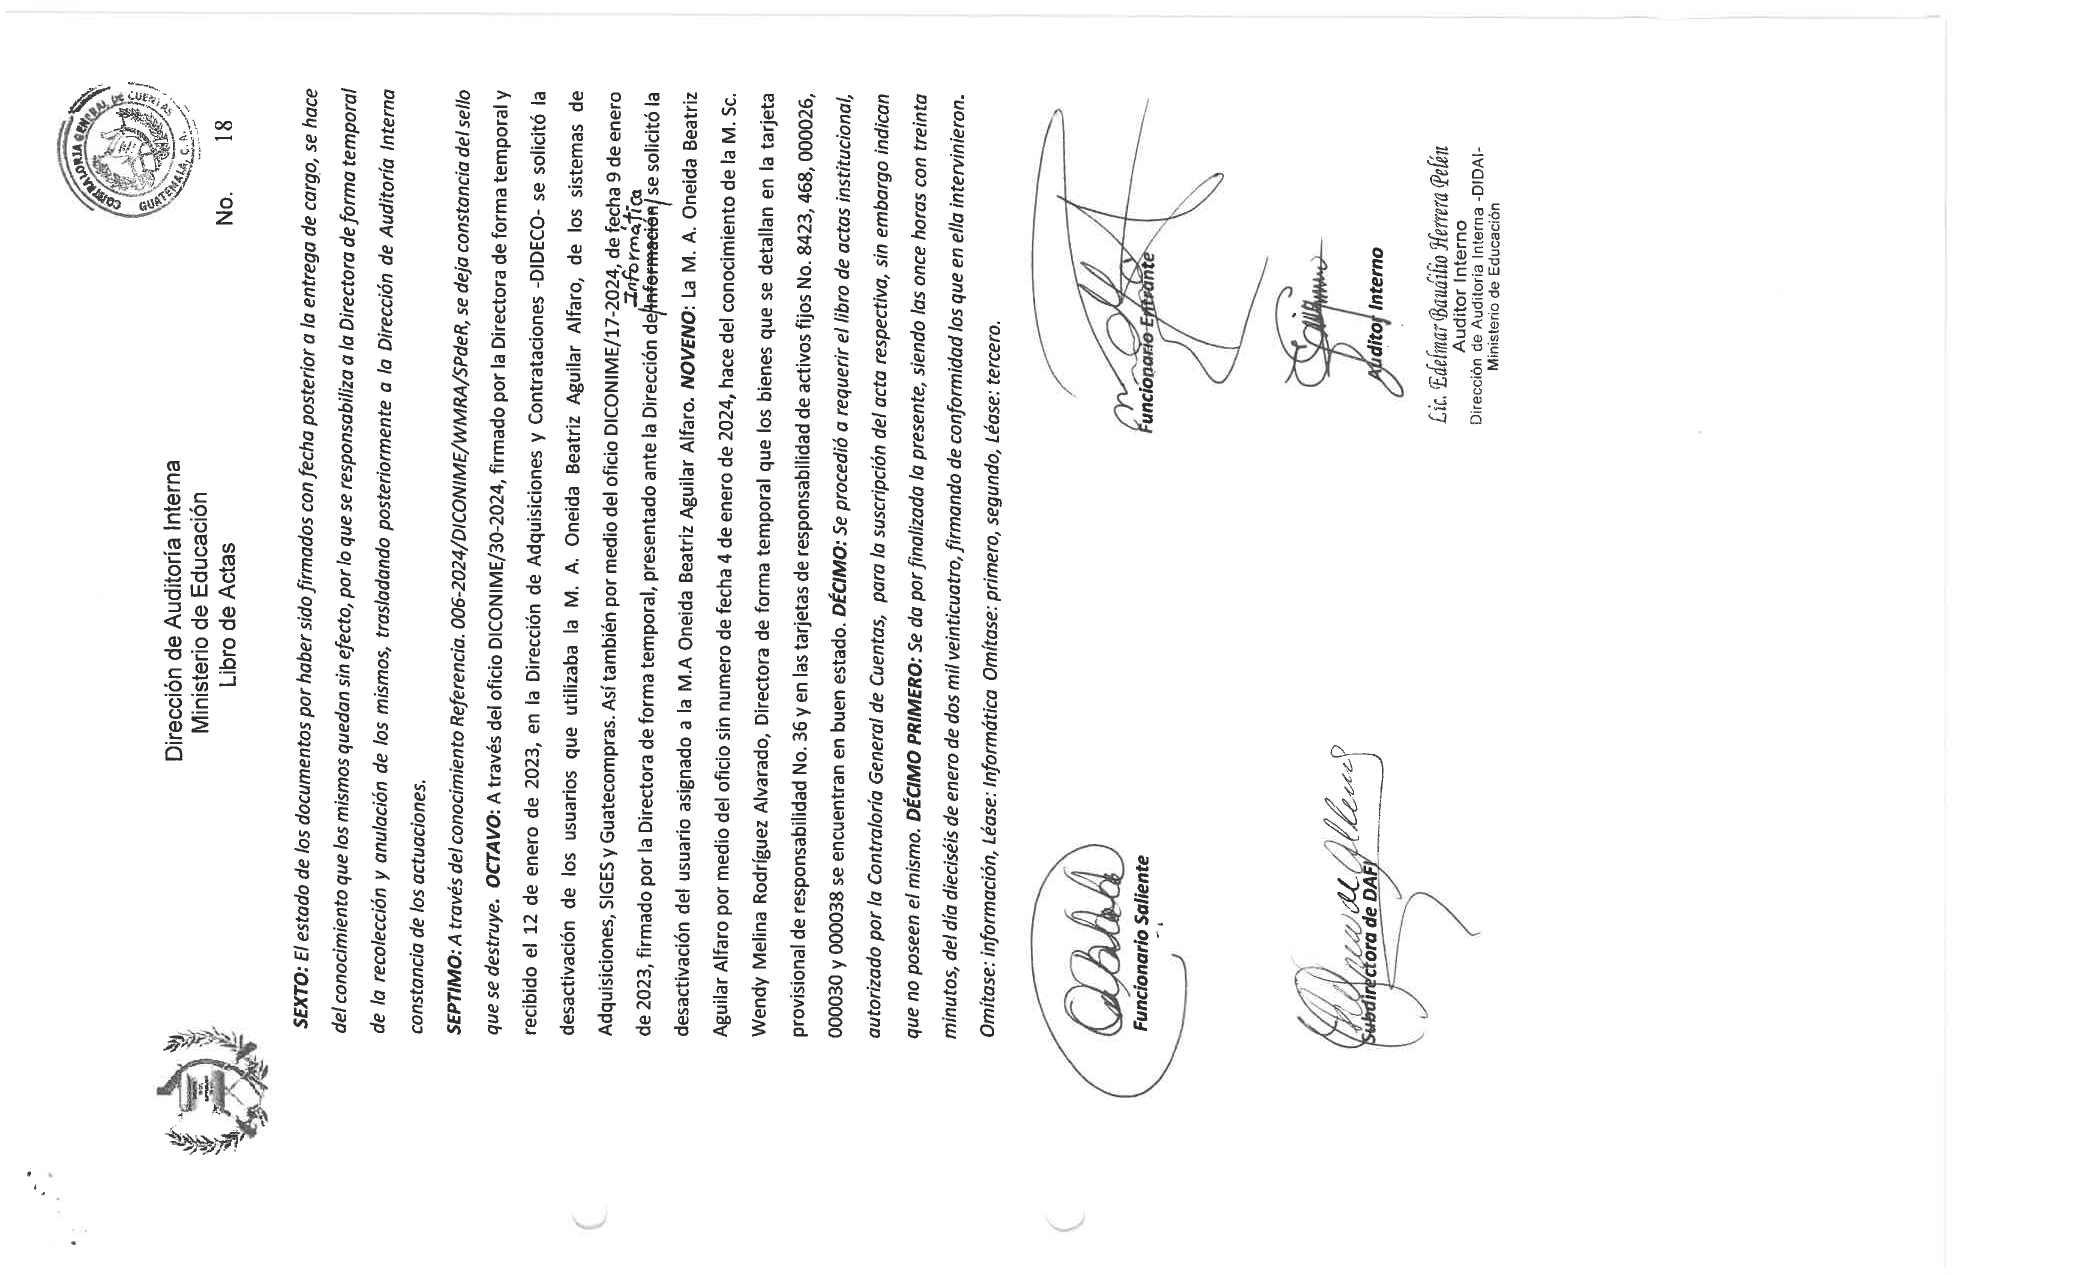 CONTRALORIA GENERAL DE CUENTAS
GUATEMALA, C.A.
Dirección de Auditoría Interna
Ministerio de Educación
Libro de Actas
No. 18
SEXTO: El estado de los documentos por haber sido firmados con fecha posterior a la entrega de cargo, se hace
del conocimiento que los mismos quedan sin efecto, por lo que se responsabiliza a la Directora de forma temporal
de la recolección y anulación de los mismos, trasladando posteriormente a la Dirección de Auditoría Interna
constancia de los actuaciones.
SEPTIMO: A través del conocimiento Referencia. 006-2024/DICONIME/WMRA/SPdeR, se deja constancia del sello
que se destruye. OCTAVO: A través del oficio DICONIME/30-2024, firmado por la Directora de forma temporal y
recibido el 12 de enero de 2023, en la Dirección de Adquisiciones y Contrataciones -DIDECO- se solicitó la
desactivación de los usuarios que utilizaba la M. A. Oneida Beatriz Aguilar Alfaro, de los sistemas de
Adquisiciones, SIGES y Guatecompras. Así también por medio del oficio DICONIME/17-2024, de fecha 9 de enero
Informática
de 2023, firmado por la Directora de forma temporal, presentado ante la Dirección de/Información/se solicitó la
desactivación del usuario asignado a la M.A Oneida Beatriz Aguilar Alfaro. NOVENO: La M. A. Oneida Beatriz
Aguilar Alfaro por medio del oficio sin numero de fecha 4 de enero de 2024, hace del conocimiento de la M. Sc.
Wendy Melina Rodríguez Alvarado, Directora de forma temporal que los bienes que se detallan en la tarjeta
provisional de responsabilidad No. 36 y en las tarjetas de responsabilidad de activos fijos No. 8423, 468, 000026,
000030 y 000038 se encuentran en buen estado. DÉCIMO: Se procedió a requerir el libro de actas institucional,
autorizado por la Contraloría General de Cuentas, para la suscripción del acta respectiva, sin embargo indican
que no poseen el mismo. DÉCIMO PRIMERO: Se da por finalizada la presente, siendo las once horas con treinta
minutos, del día dieciséis de enero de dos mil veinticuatro, firmando de conformidad los que en ella intervinieron.
Omítase: información, Léase: Informática Omítase: primero, segundo, Léase: tercero.
Funcionario Saliente
Funcionario Entrante
Subdirectora de DAFI
Auditor Interno
Lic. Edelmar Baudilio Herrera Pelén
Auditor Interno
Dirección de Auditoría Interna -DIDAI-
Ministerio de Educación